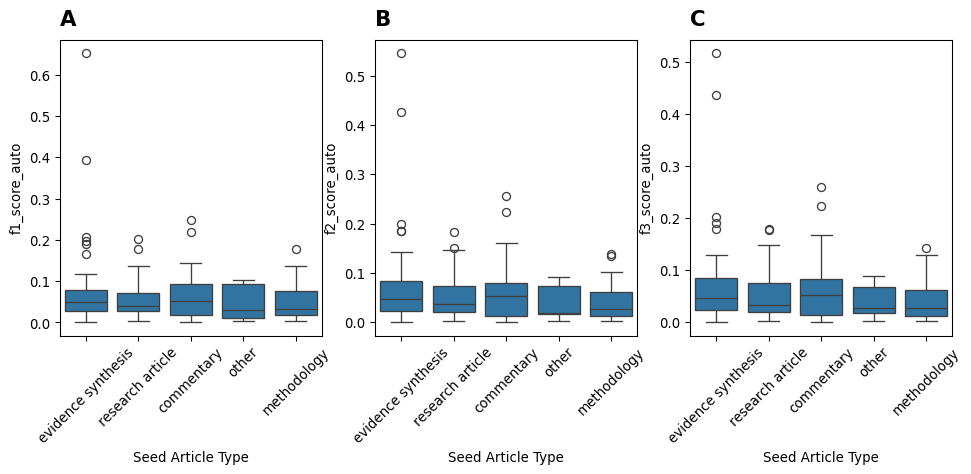 A
f1_score_auto
0.6
0.5
0.4
0.3
0.2
0.1
0.0
evidence synthesis
research article
commentary
other
methodology
Seed Article Type
B
f2_score_auto
0.5
0.4
0.3
0.2
0.1
0.0
evidence synthesis
research article
commentary
other
methodology
Seed Article Type
C
f3_score_auto
0.5
0.4
0.3
0.2
0.1
0.0
evidence synthesis
research article
commentary
other
methodology
Seed Article Type